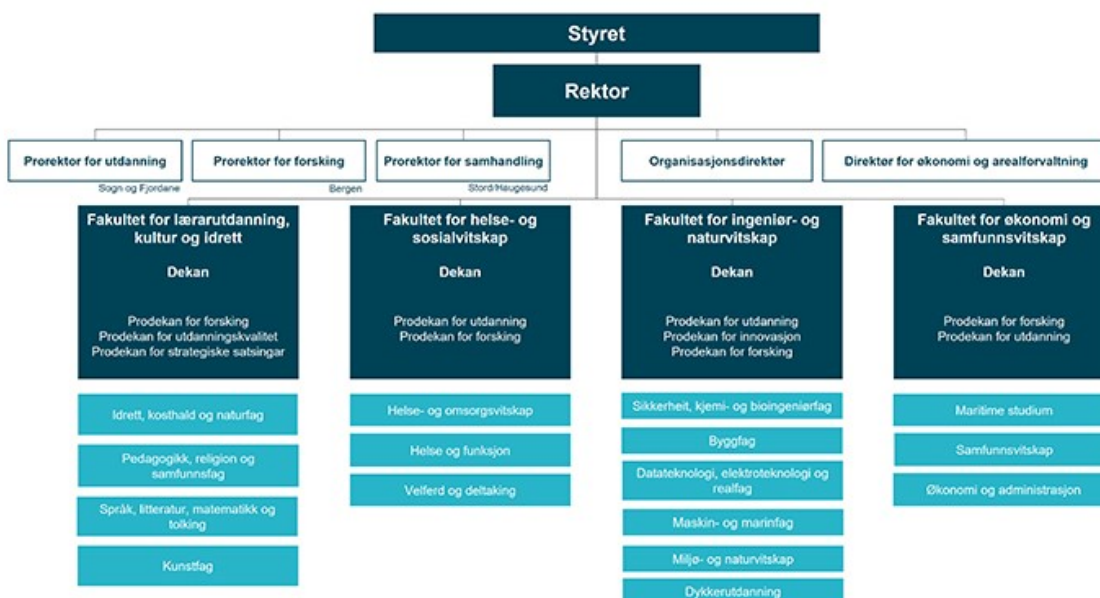 Styret
Rektor
Prorektor for utdanning
Prorektor for forsking
Prorektor for samhandling
Organisasjonsdirektør
Direktør for økonomi og arealforvaltning
Sogn og Fjordane
Bergen
Stord/Haugesund
Fakultet for lærarutdanning,
kultur og idrett
Dekan
Prodekan for forsking
Prodekan for utdanningskvalitet
Prodekan for strategiske satsingar
Idrett, kosthald og naturfag
Pedagogikk, religion og
samfunnsfag
Språk, litteratur, matematikk og
tolking
Kunstfag
Fakultet for helse- og
sosialvitskap
Dekan
Prodekan for utdanning
Prodekan for forsking
Helse- og omsorgsvitskap
Helse og funksjon
Velferd og deltaking
Fakultet for ingeniør- og
naturvitskap
Dekan
Prodekan for utdanning
Prodekan for innovasjon
Prodekan for forsking
Sikkerheit, kjemi- og bioingeniørfag
Byggfag
Datateknologi, elektroteknologi og
realfag
Maskin- og marinfag
Miljø- og naturvitskap
Dykkerutdanning
Fakultet for økonomi og
samfunnsvitskap
Dekan
Prodekan for forsking
Prodekan for utdanning
Maritime studium
Samfunnsvitskap
Økonomi og administrasjon